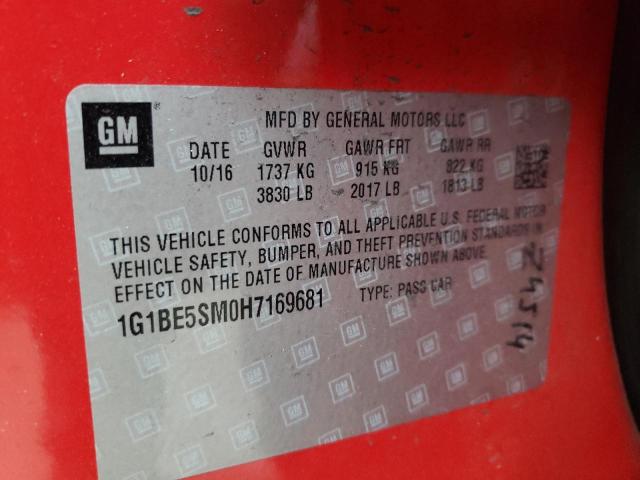 GM
MFD BY GENERAL MOTORS LLC
DATE GVWR GAWR FRT GAWR RR
10/16 1737 KG 915 KG 822 KG
3830 LB 2017 LB 1813 LB
THIS VEHICLE CONFORMS TO ALL APPLICABLE U.S. FEDERAL MOTOR
VEHICLE SAFETY, BUMPER, AND THEFT PREVENTION STANDARDS IN
EFFECT ON THE DATE OF MANUFACTURE SHOWN ABOVE.
1G1BE5SM0H7169681 TYPE: PASS CAR
Z4514